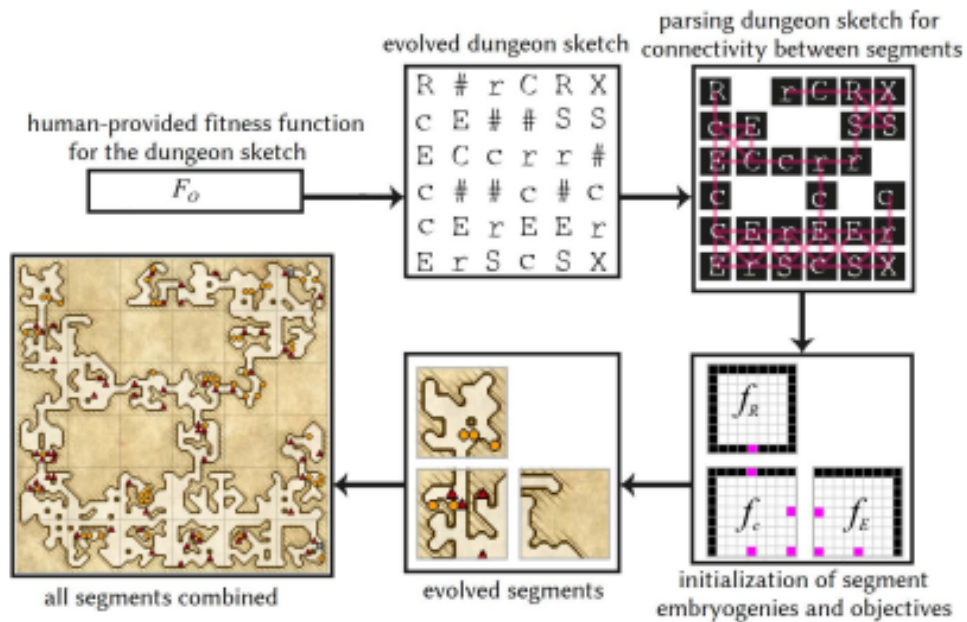 human-provided fitness function
for the dungeon sketch
F_O
evolved dungeon sketch
R # r C R X
c E # # S S
E C c r r #
c # # c # c
c E r E E r
E r S c S X
parsing dungeon sketch for
connectivity between segments
R r C R X
c E S S
E C c r r
c c c
c E r E E r
E r S c S X
f_R
f_c f_E
initialization of segment
embryogenies and objectives
evolved segments
all segments combined